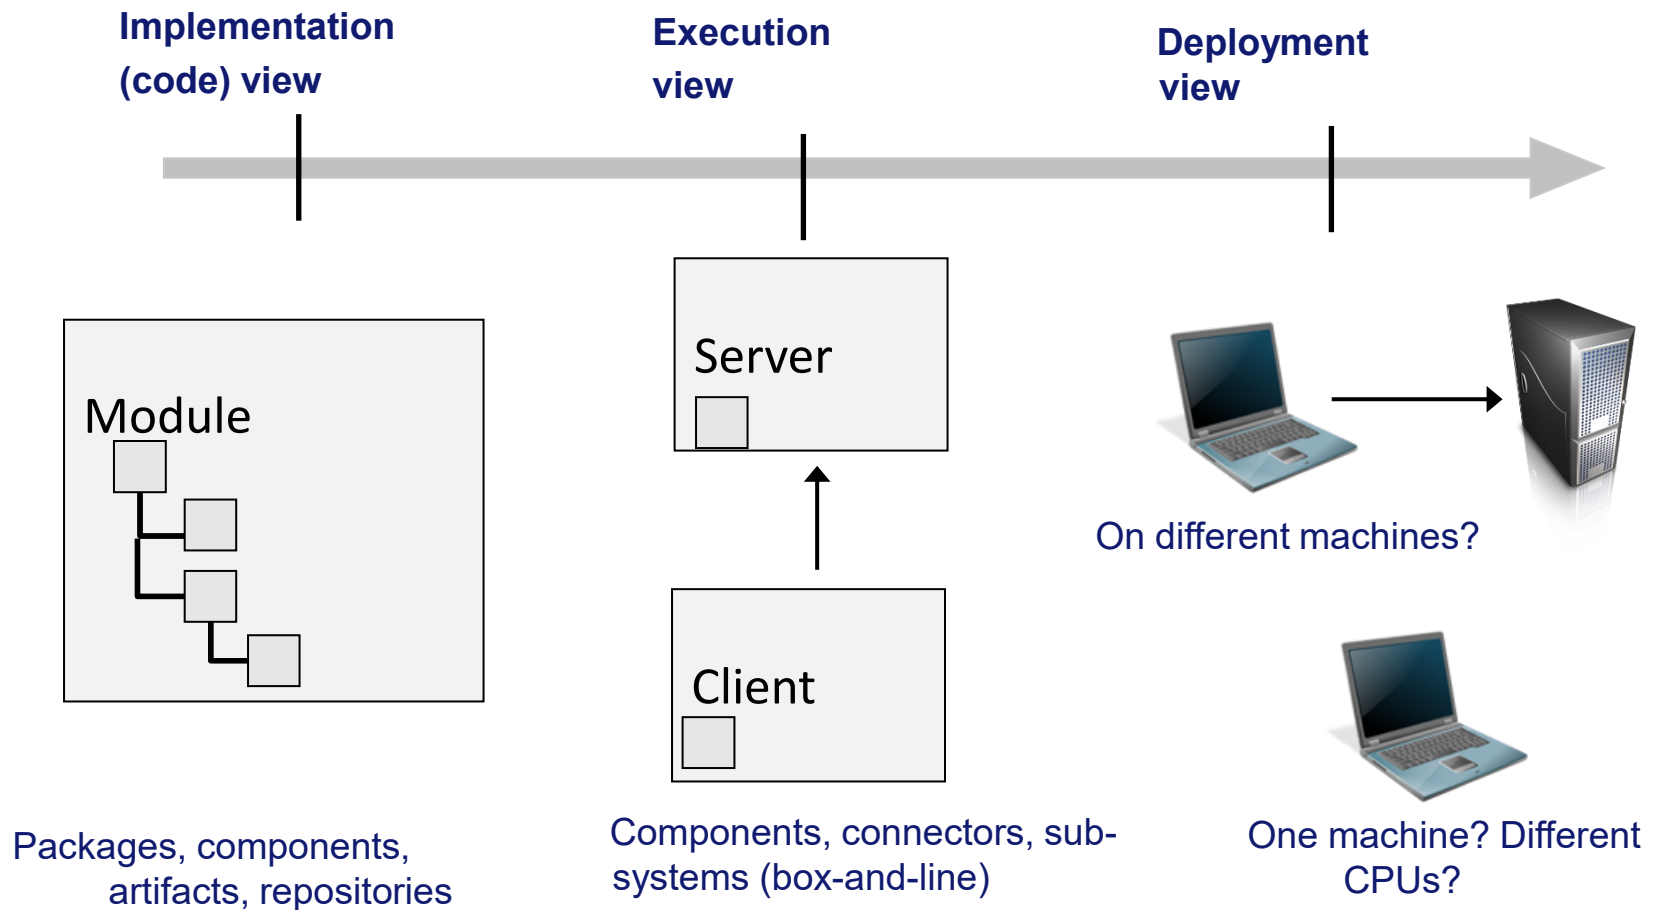 Implementation
(code) view
Execution
view
Deployment
view
Module
Server
Client
On different machines?
Packages, components,
artifacts, repositories
Components, connectors, sub-
systems (box-and-line)
One machine? Different
CPUs?